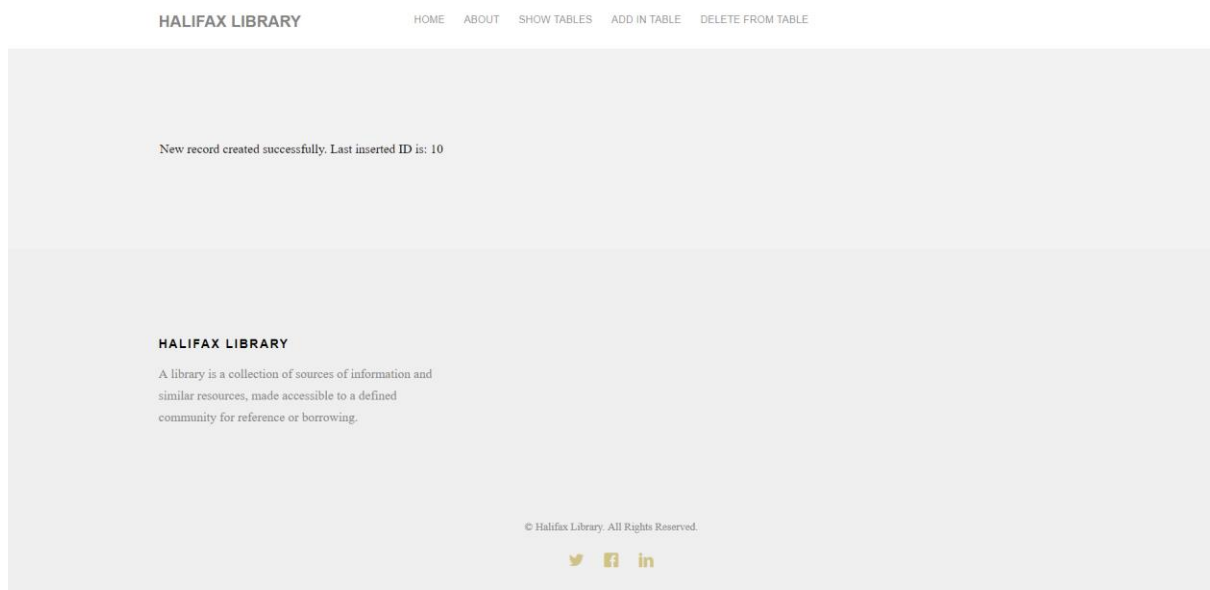 HALIFAX LIBRARY HOME ABOUT SHOW TABLES ADD IN TABLE DELETE FROM TABLE
New record created successfully. Last inserted ID is: 10
HALIFAX LIBRARY
A library is a collection of sources of information and
similar resources, made accessible to a defined
community for reference or borrowing.
© Halifax Library. All Rights Reserved.